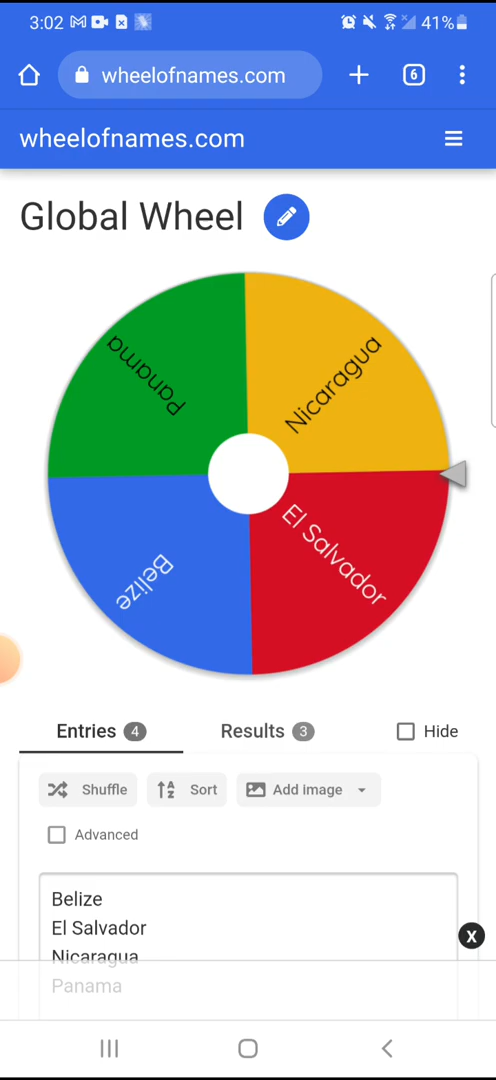 3:02 41%
wheelofnames.com 6
wheelofnames.com
Global Wheel
Panama
Nicaragua
Belize
El Salvador
Entries 4 Results 3 Hide
Shuffle Sort Add image
Advanced
Belize
El Salvador
Nicaragua
Panama
X